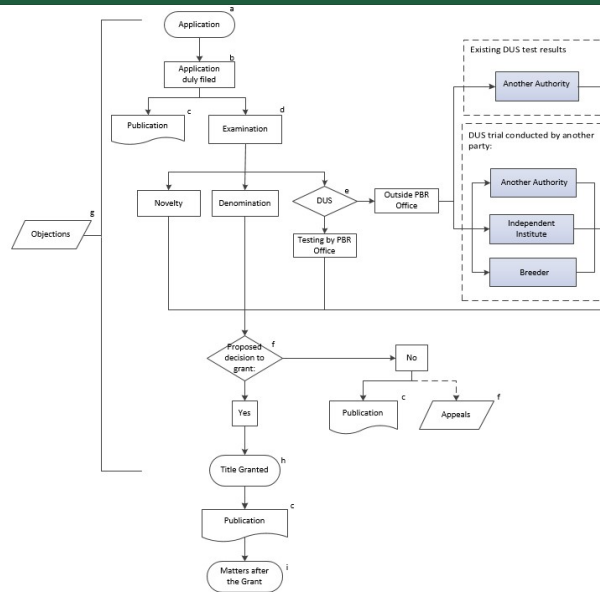 a
Application
b
Application
duly filed
c
Publication
d
Examination
Existing DUS test results
Another Authority
DUS trial conducted by another
party:
Another Authority
Independent
Institute
Breeder
Novelty
Denomination
e
DUS
Outside PBR
Office
Testing by PBR
Office
g
Objections
f
Proposed
decision to
grant:
No
Yes
c
Publication
f
Appeals
h
Title Granted
c
Publication
i
Matters after
the Grant